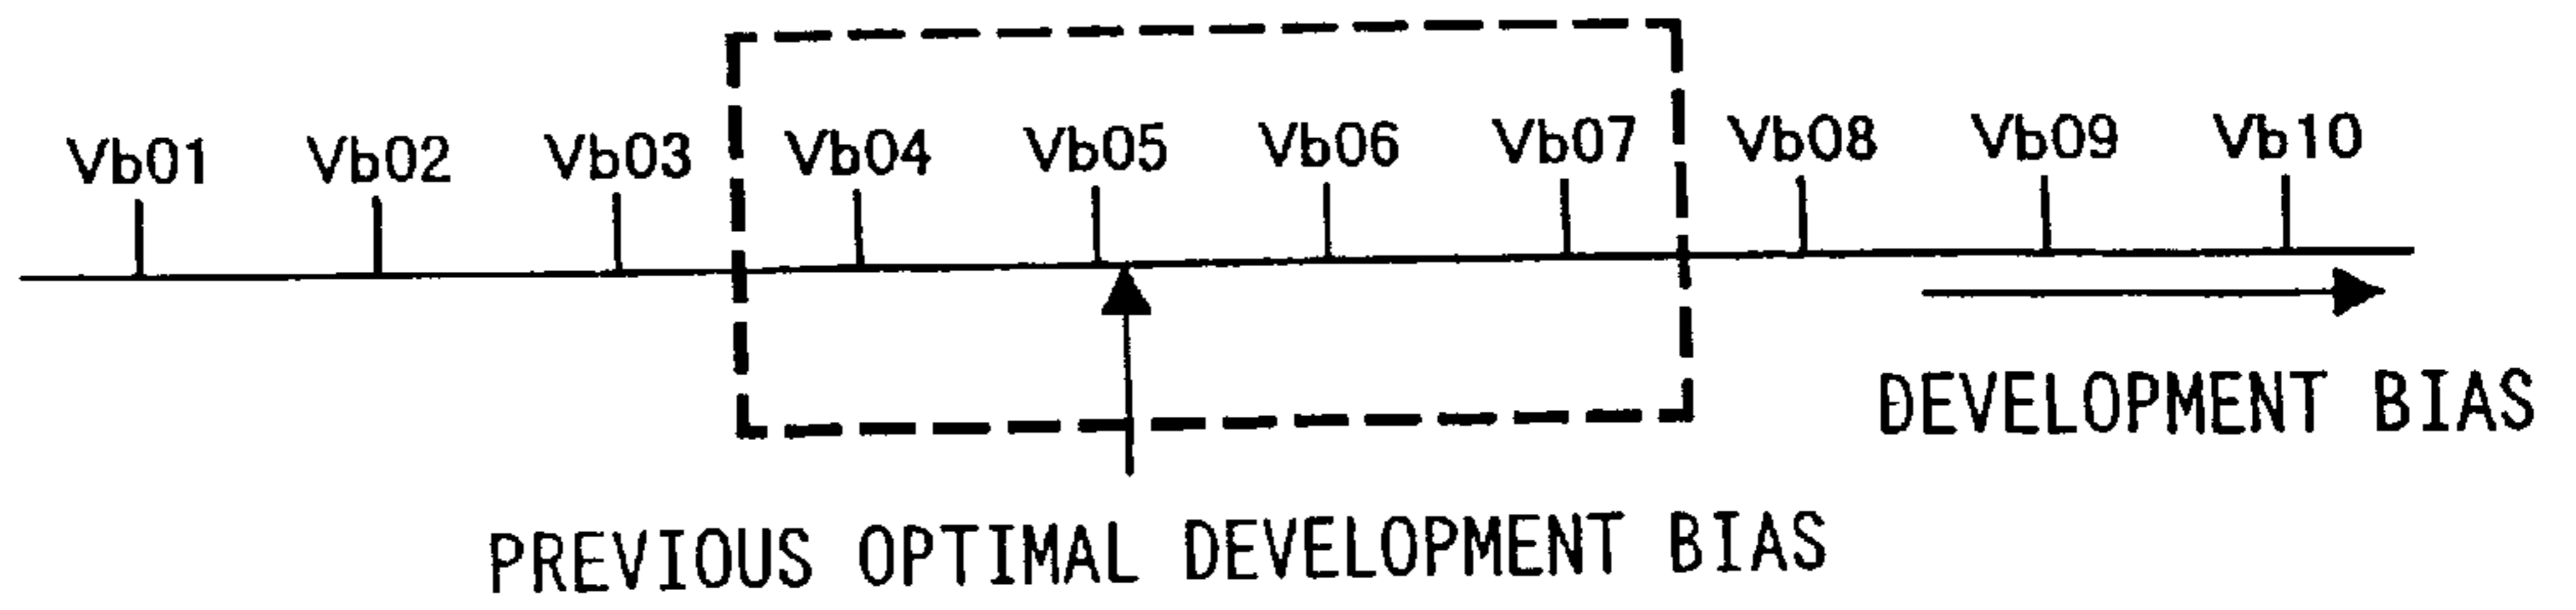 Vb01 Vb02 Vb03 Vb04 Vb05 Vb06 Vb07 Vb08 Vb09 Vb10
DEVELOPMENT BIAS
PREVIOUS OPTIMAL DEVELOPMENT BIAS